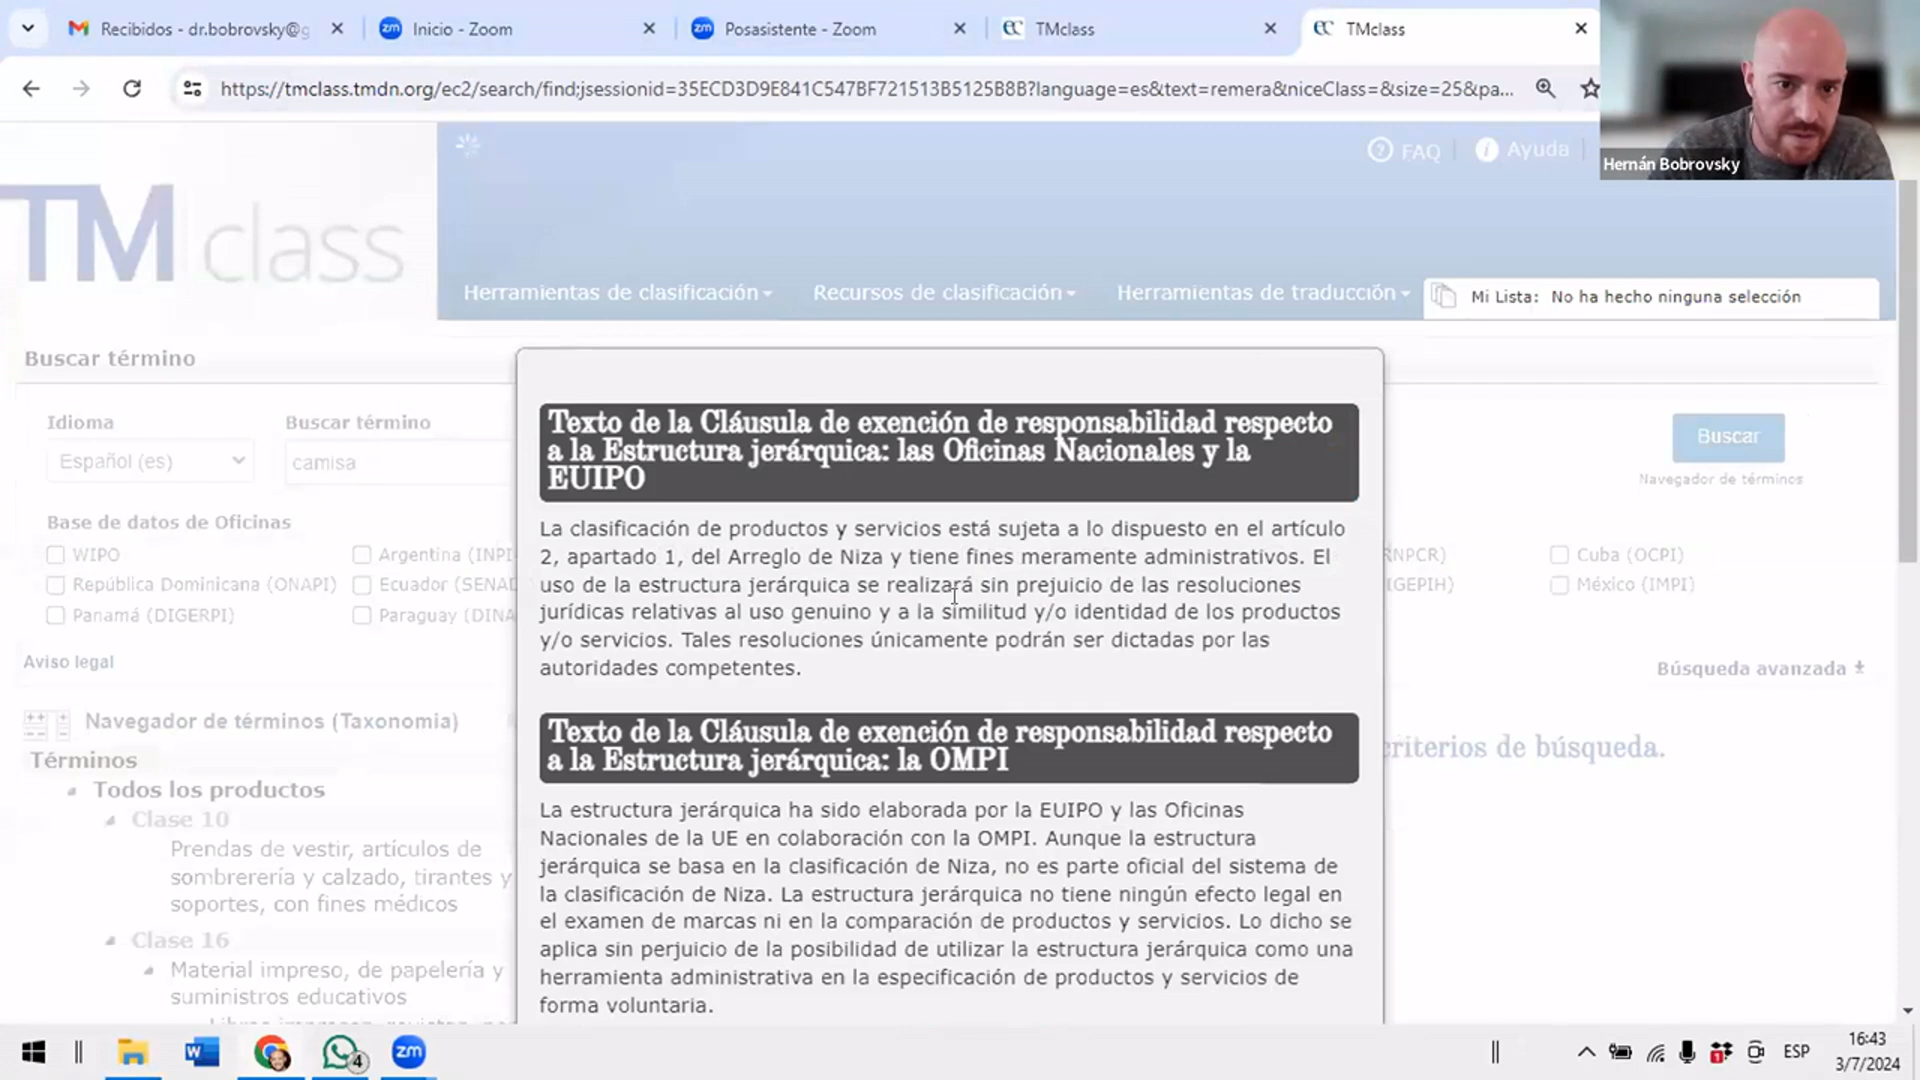 Recibidos - dr.bobrovsky@g
Inicio - Zoom
Posasistente - Zoom
TMclass
TMclass
https://tmclass.tmdn.org/ec2/search/find;jsessionid=35ECD3D9E841C547BF721513B5125B8B?language=es&text=remera&niceClass=&size=25&pa...
Hernán Bobrovsky
FAQ
Ayuda
TM class
Herramientas de clasificación
Recursos de clasificación
Herramientas de traducción
Mi Lista: No ha hecho ninguna selección
Buscar término
Idioma
Buscar término
Español (es)
camisa
Buscar
Navegador de términos
Base de datos de Oficinas
WIPO
Argentina (INPI
RNPCR)
Cuba (OCPI)
República Dominicana (ONAPI)
Ecuador (SENAD
IGEPIH)
México (IMPI)
Panamá (DIGERPI)
Paraguay (DINA
Aviso legal
Búsqueda avanzada
Navegador de términos (Taxonomia)
criterios de búsqueda.
Términos
Todos los productos
Clase 10
Prendas de vestir, artículos de
sombrerería y calzado, tirantes y
soportes, con fines médicos
Clase 16
Material impreso, de papelería y
suministros educativos
Texto de la Cláusula de exención de responsabilidad respecto
a la Estructura jerárquica: las Oficinas Nacionales y la
EUIPO
La clasificación de productos y servicios está sujeta a lo dispuesto en el artículo
2, apartado 1, del Arreglo de Niza y tiene fines meramente administrativos. El
uso de la estructura jerárquica se realizará sin prejuicio de las resoluciones
jurídicas relativas al uso genuino y a la similitud y/o identidad de los productos
y/o servicios. Tales resoluciones únicamente podrán ser dictadas por las
autoridades competentes.
Texto de la Cláusula de exención de responsabilidad respecto
a la Estructura jerárquica: la OMPI
La estructura jerárquica ha sido elaborada por la EUIPO y las Oficinas
Nacionales de la UE en colaboración con la OMPI. Aunque la estructura
jerárquica se basa en la clasificación de Niza, no es parte oficial del sistema de
la clasificación de Niza. La estructura jerárquica no tiene ningún efecto legal en
el examen de marcas ni en la comparación de productos y servicios. Lo dicho se
aplica sin perjuicio de la posibilidad de utilizar la estructura jerárquica como una
herramienta administrativa en la especificación de productos y servicios de
forma voluntaria.
4
zm
ESP
16:43
3/7/2024